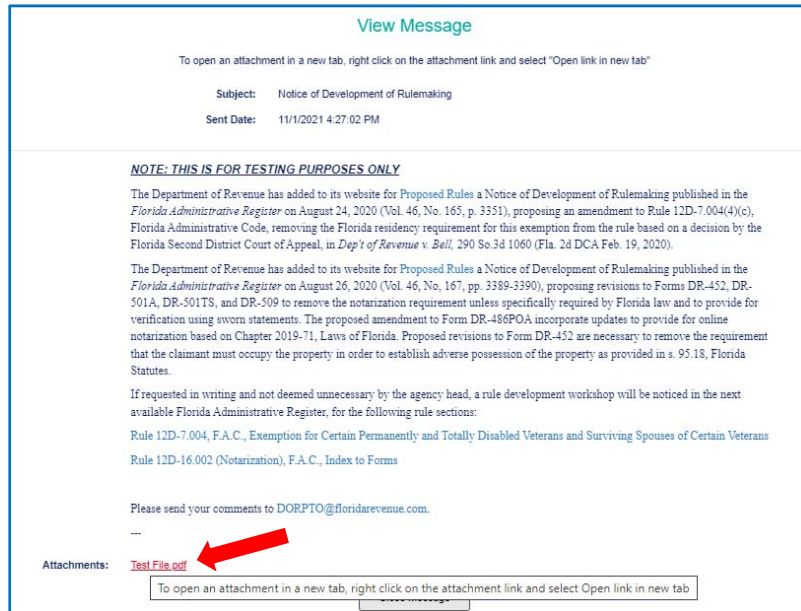 View Message
To open an attachment in a new tab, right click on the attachment link and select "Open link in new tab"
Subject: Notice of Development of Rulemaking
Sent Date: 11/1/2021 4:27:02 PM
NOTE: THIS IS FOR TESTING PURPOSES ONLY
The Department of Revenue has added to its website for Proposed Rules a Notice of Development of Rulemaking published in the
Florida Administrative Register on August 24, 2020 (Vol. 46, No. 165, p. 3351), proposing an amendment to Rule 12D-7.004(4)(c),
Florida Administrative Code, removing the Florida residency requirement for this exemption from the rule based on a decision by the
Florida Second District Court of Appeal, in Dep't of Revenue v. Bell, 290 So.3d 1060 (Fla. 2d DCA Feb. 19, 2020).
The Department of Revenue has added to its website for Proposed Rules a Notice of Development of Rulemaking published in the
Florida Administrative Register on August 26, 2020 (Vol. 46, No, 167, pp. 3389-3390), proposing revisions to Forms DR-452, DR-
501A, DR-501TS, and DR-509 to remove the notarization requirement unless specifically required by Florida law and to provide for
verification using sworn statements. The proposed amendment to Form DR-486POA incorporate updates to provide for online
notarization based on Chapter 2019-71, Laws of Florida. Proposed revisions to Form DR-452 are necessary to remove the requirement
that the claimant must occupy the property in order to establish adverse possession of the property as provided in s. 95.18, Florida
Statutes.
If requested in writing and not deemed unnecessary by the agency head, a rule development workshop will be noticed in the next
available Florida Administrative Register, for the following rule sections:
Rule 12D-7.004, F.A.C., Exemption for Certain Permanently and Totally Disabled Veterans and Surviving Spouses of Certain Veterans
Rule 12D-16.002 (Notarization), F.A.C., Index to Forms
Please send your comments to DORPTO@floridarevenue.com.
---
Attachments: Test File.pdf
To open an attachment in a new tab, right click on the attachment link and select Open link in new tab